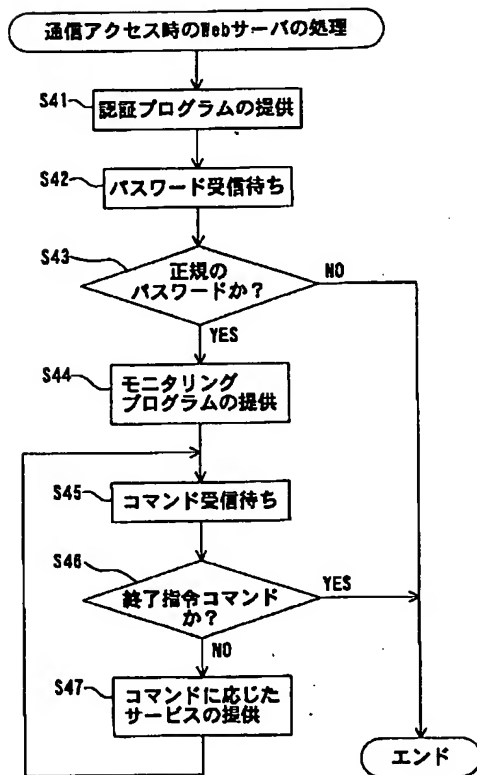 通信アクセス時のWebサーバの処理
S41
認証プログラムの提供
S42
パスワード受信待ち
S43
正規の
パスワードか?
NO
YES
S44
モニタリング
プログラムの提供
S45
コマンド受信待ち
S46
終了指令コマンド
か?
YES
NO
S47
コマンドに応じた
サービスの提供
エンド